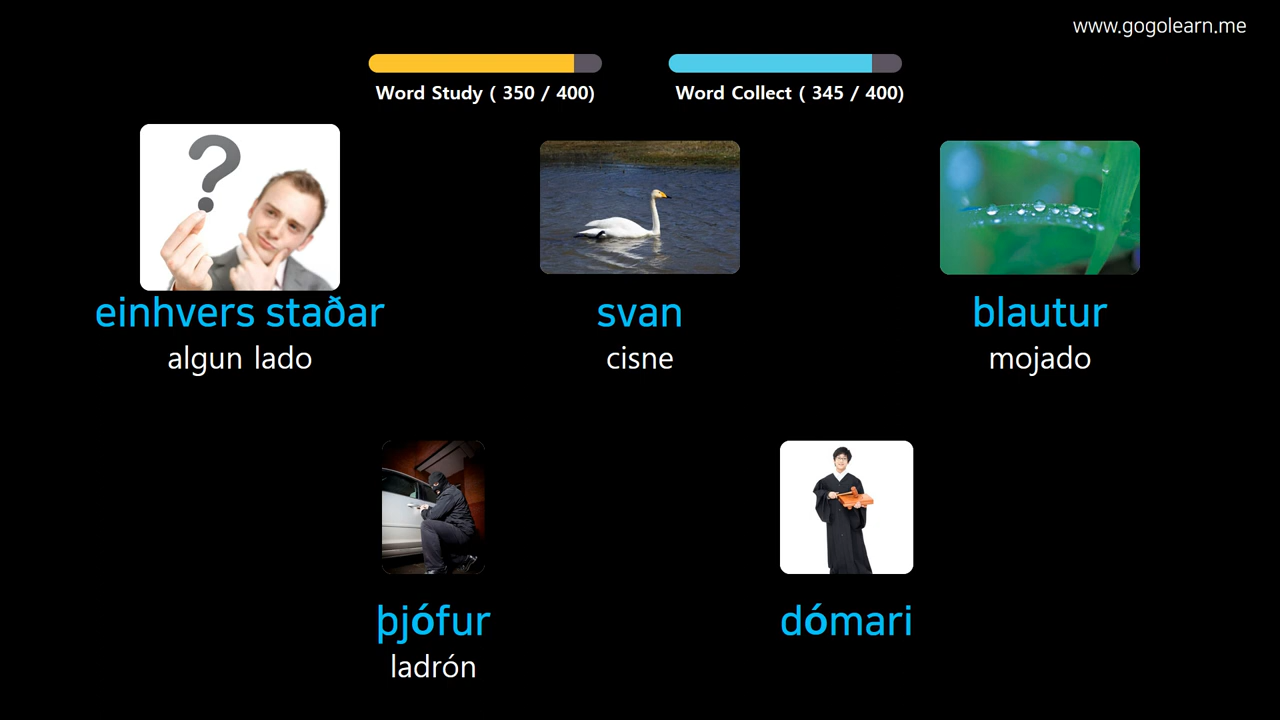 www.gogolearn.me
Word Study ( 350 / 400)
Word Collect ( 345 / 400)
einhvers staðar
algun lado
svan
cisne
blautur
mojado
þjófur
ladrón
dómari